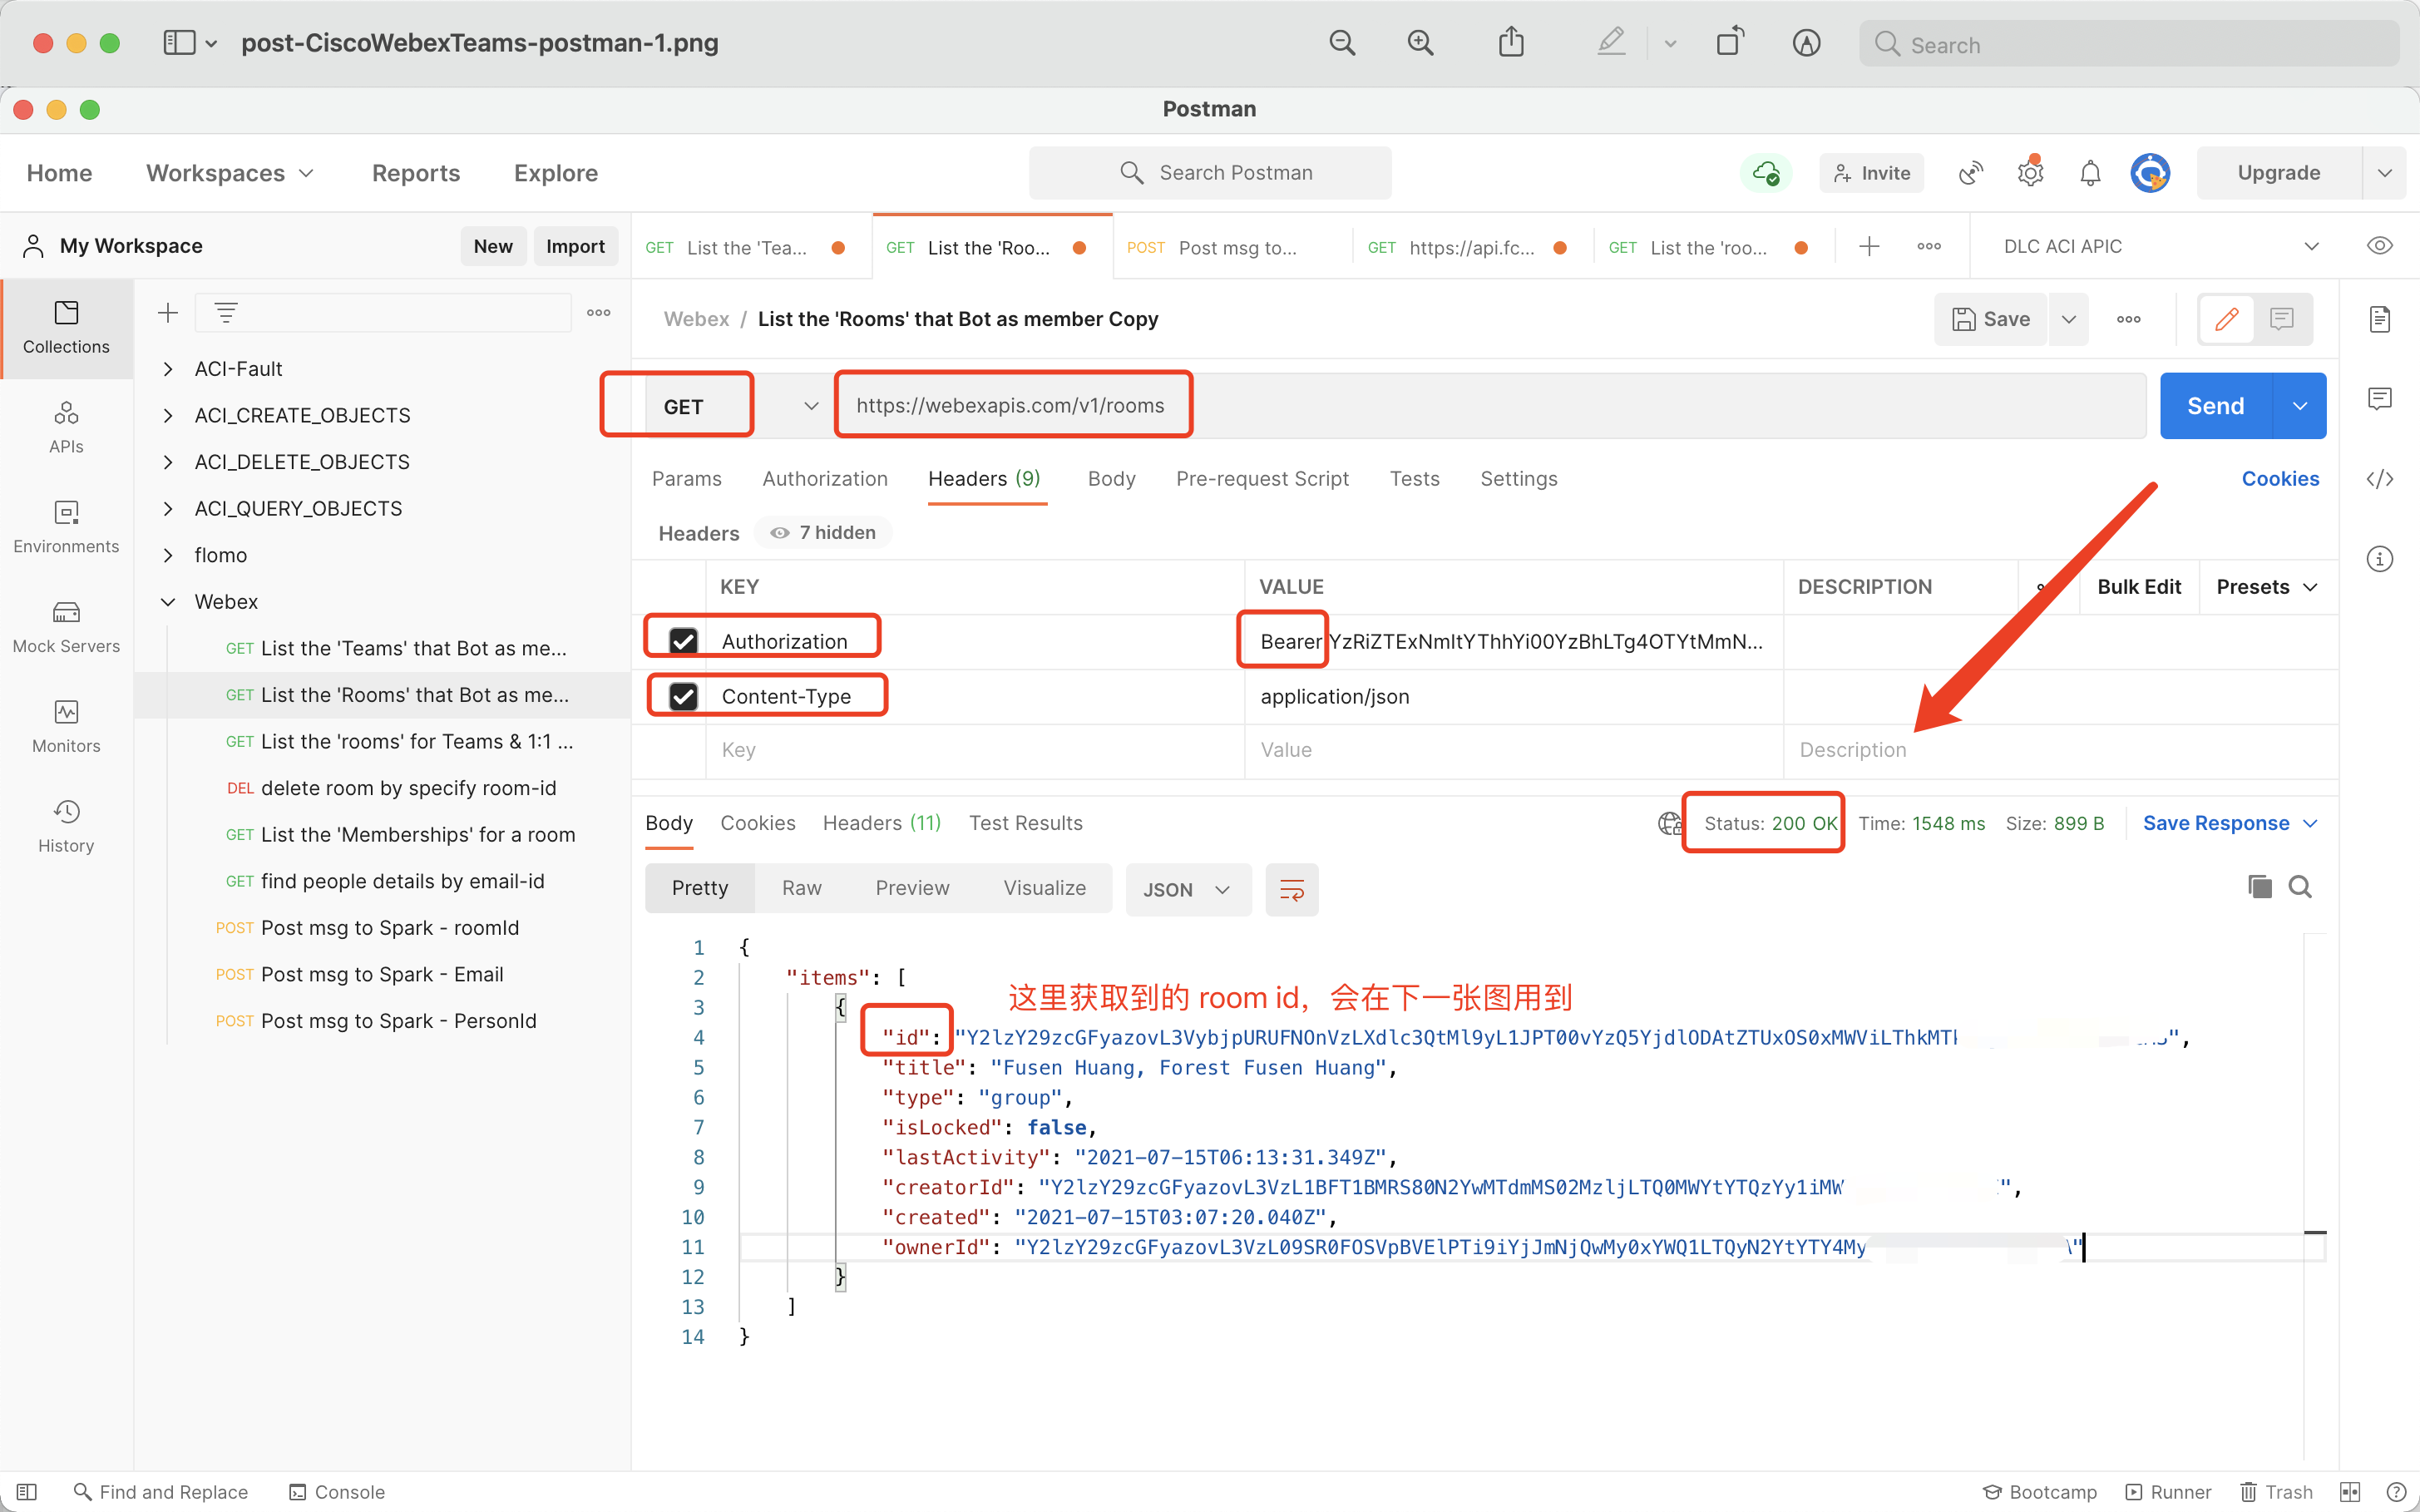 post-CiscoWebexTeams-postman-1.png
Search
Postman
Home Workspaces Reports Explore
Search Postman
Invite
Upgrade
My Workspace New Import
GET List the 'Tea...
GET List the 'Roo...
POST Post msg to...
GET https://api.fc...
GET List the 'roo...
DLC ACI APIC
Collections
APIs
Environments
Mock Servers
Monitors
History
ACI-Fault
ACI_CREATE_OBJECTS
ACI_DELETE_OBJECTS
ACI_QUERY_OBJECTS
flomo
Webex
GET List the 'Teams' that Bot as me...
GET List the 'Rooms' that Bot as me...
GET List the 'rooms' for Teams & 1:1 ...
DEL delete room by specify room-id
GET List the 'Memberships' for a room
GET find people details by email-id
POST Post msg to Spark - roomId
POST Post msg to Spark - Email
POST Post msg to Spark - PersonId
Webex / List the 'Rooms' that Bot as member Copy
Save
GET https://webexapis.com/v1/rooms
Send
Params Authorization Headers (9) Body Pre-request Script Tests Settings Cookies
Headers 7 hidden
KEY VALUE DESCRIPTION Bulk Edit Presets
Authorization Bearer YzRiZTExNmItYThhYi00YzBhLTg4OTYtMmN...
Content-Type application/json
Key Value Description
Body Cookies Headers (11) Test Results
Status: 200 OK Time: 1548 ms Size: 899 B Save Response
Pretty Raw Preview Visualize JSON
1 {
2 "items": [
这里获取到的 room id，会在下一张图用到
3 {
4 "id": "Y2lzY29zcGFyazovL3VybjpURUFNOnVzLXdlc3QtMl9yL1JPT00vYzQ5YjdlODAtZTUxOS0xMWViLThkMTl ",
5 "title": "Fusen Huang, Forest Fusen Huang",
6 "type": "group",
7 "isLocked": false,
8 "lastActivity": "2021-07-15T06:13:31.349Z",
9 "creatorId": "Y2lzY29zcGFyazovL3VzL1BFT1BMRS80N2YwMTdmMS02MzljLTQ0MWYtYTQzYy1iMW ",
10 "created": "2021-07-15T03:07:20.040Z",
11 "ownerId": "Y2lzY29zcGFyazovL3VzL09SR0FOSVpBVElPTi9iYjJmNjQwMy0xYWQ1LTQyN2YtYTY4My "
12 }
13 ]
14 }
Find and Replace Console
Bootcamp Runner Trash